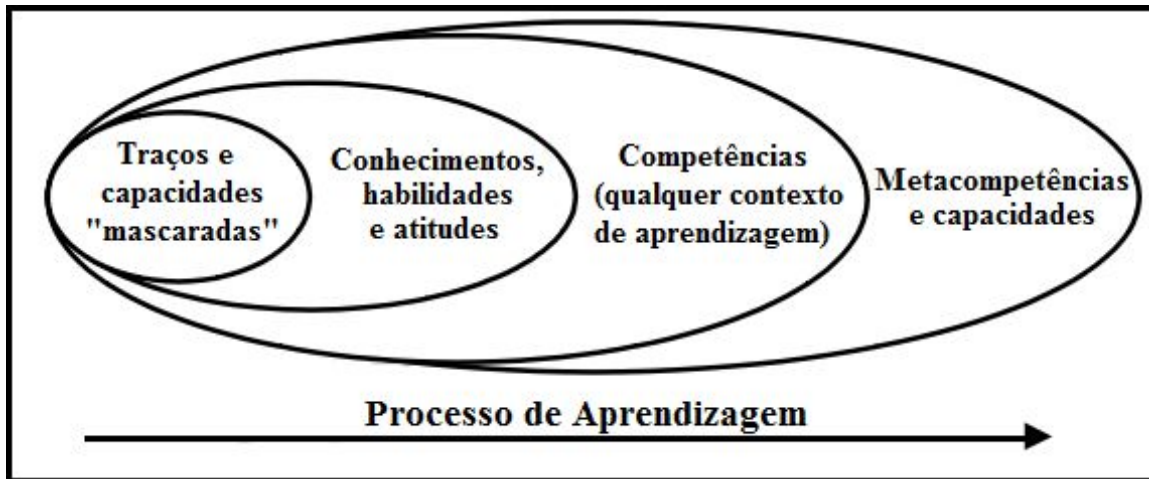 Traços e
capacidades
"mascaradas"
Conhecimentos,
habilidades
e atitudes
Competências
(qualquer contexto
de aprendizagem)
Metacompetências
e capacidades
Processo de Aprendizagem